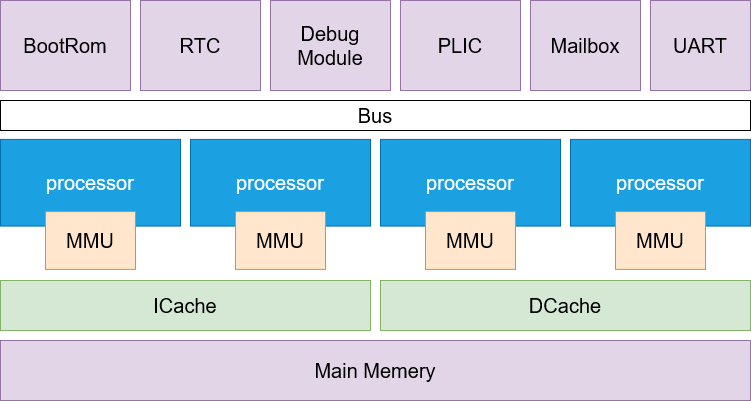 BootRom
RTC
Debug
Module
PLIC
Mailbox
UART
Bus
processor
processor
processor
processor
MMU
MMU
MMU
MMU
ICache
DCache
Main Memery